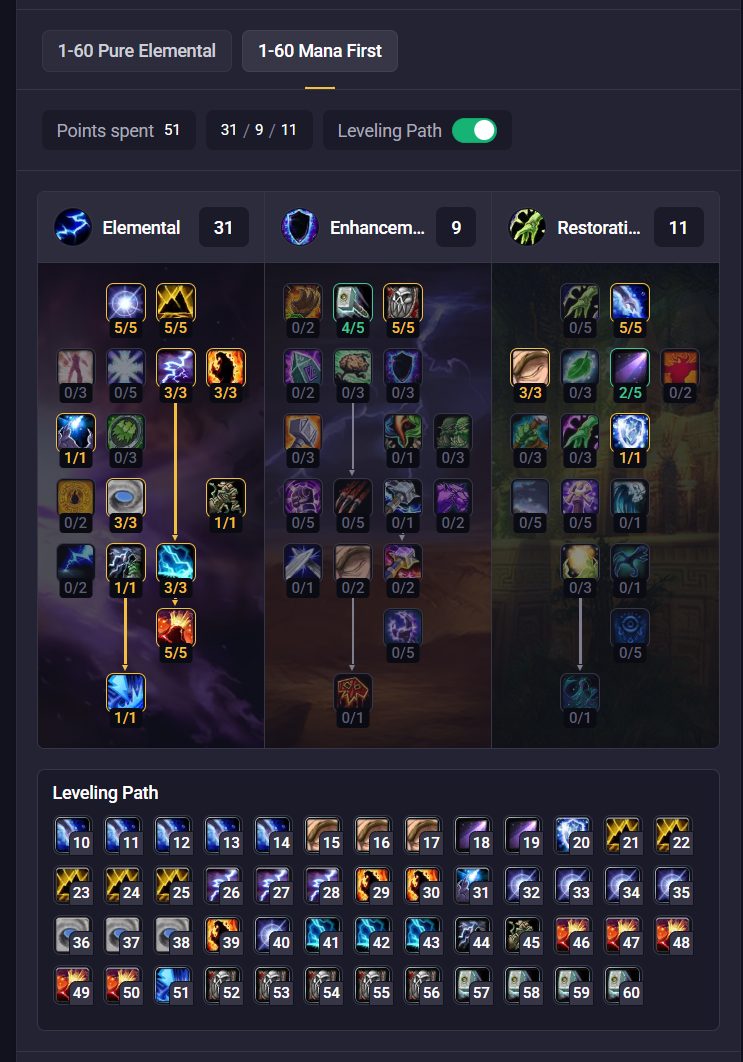 1-60 Pure Elemental 1-60 Mana First
Points spent 51 31 / 9 / 11 Leveling Path
Elemental 31 Enhancem... 9 Restorati... 11
5/5 5/5 0/2 4/5 5/5 0/5 5/5
0/3 0/5 3/3 3/3 0/2 0/3 0/3 3/3 0/3 2/5 0/2
1/1 0/3 0/3 0/1 0/3 0/3 0/3 1/1
0/2 3/3 1/1 0/5 0/5 0/1 0/2 0/5 0/5 0/1
0/2 1/1 3/3 0/1 0/2 0/2 0/3 0/1
5/5 0/5 0/5
1/1 0/1 0/1
Leveling Path
10 11 12 13 14 15 16 17 18 19 20 21 22
23 24 25 26 27 28 29 30 31 32 33 34 35
36 37 38 39 40 41 42 43 44 45 46 47 48
49 50 51 52 53 54 55 56 57 58 59 60